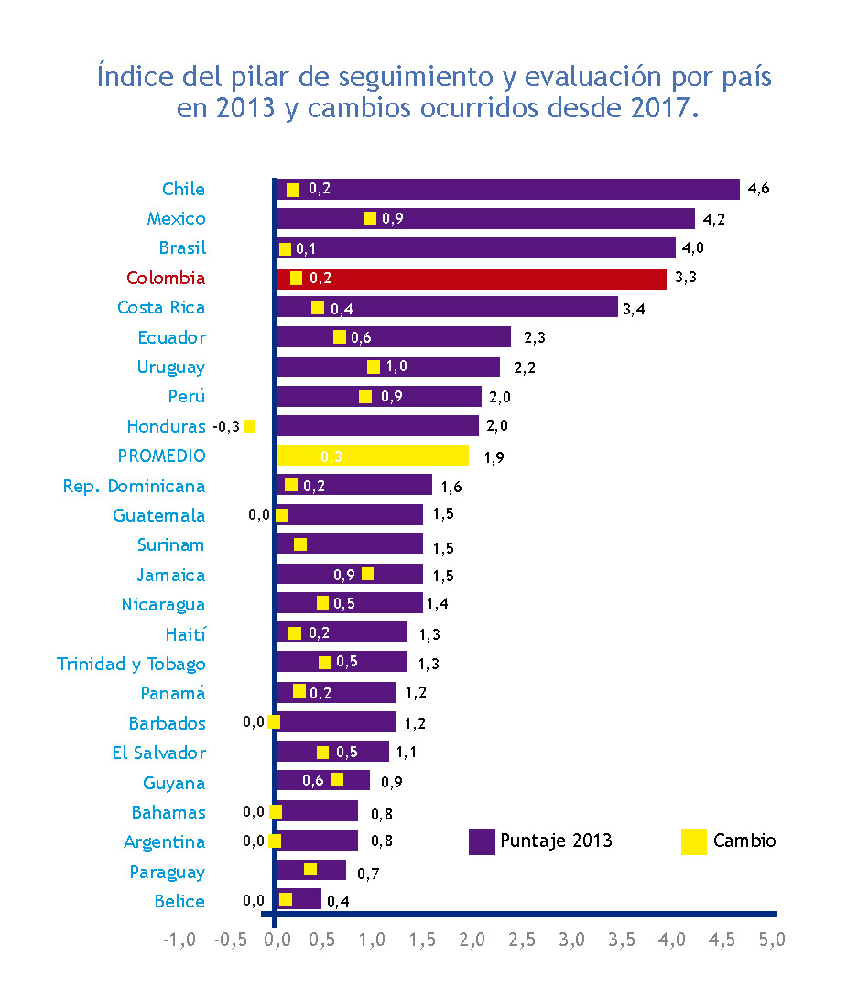 Índice del pilar de seguimiento y evaluación por país
en 2013 y cambios ocurridos desde 2017.
Chile 0,2 4,6
Mexico 0,9 4,2
Brasil 0,1 4,0
Colombia 0,2 3,3
Costa Rica 0,4 3,4
Ecuador 0,6 2,3
Uruguay 1,0 2,2
Perú 0,9 2,0
Honduras -0,3 2,0
PROMEDIO 0,3 1,9
Rep. Dominicana 0,2 1,6
Guatemala 0,0 1,5
Surinam 1,5
Jamaica 0,9 1,5
Nicaragua 0,5 1,4
Haití 0,2 1,3
Trinidad y Tobago 0,5 1,3
Panamá 0,2 1,2
Barbados 0,0 1,2
El Salvador 0,5 1,1
Guyana 0,6 0,9
Bahamas 0,0 0,8
Argentina 0,0 0,8
Puntaje 2013 Cambio
Paraguay 0,7
Belice 0,0 0,4
-1,0 -0,5 0,0 0,5 1,0 1,5 2,0 2,5 3,0 3,5 4,0 4,5 5,0